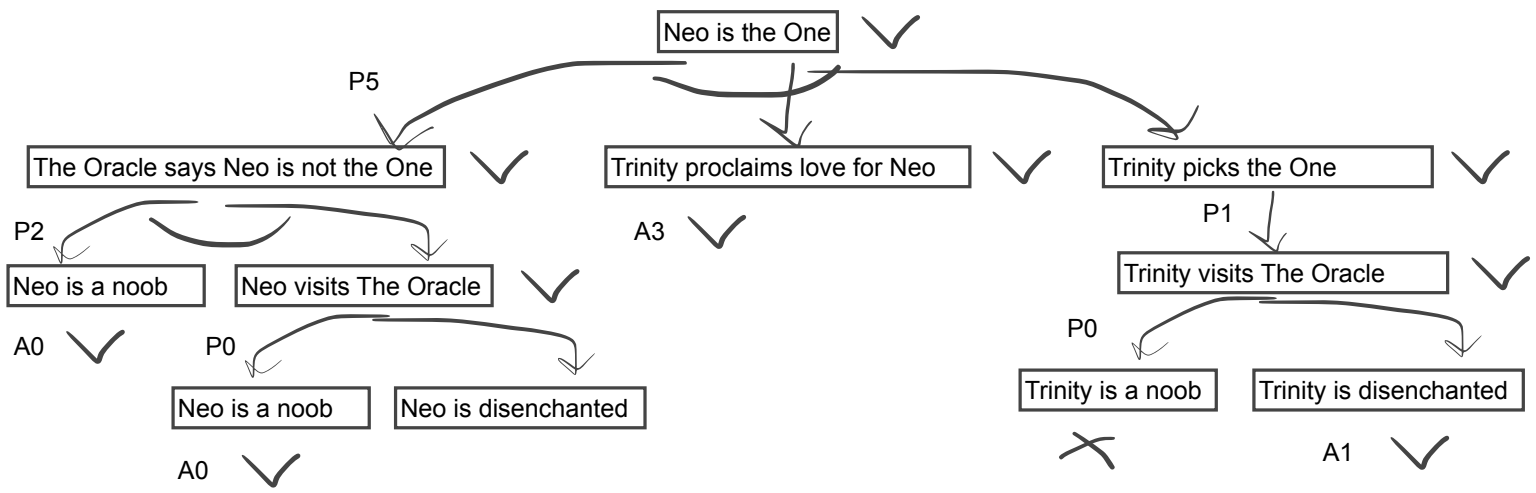 Neo is the One
P5
The Oracle says Neo is not the One
Trinity proclaims love for Neo
Trinity picks the One
P2
A3
P1
Neo is a noob
Neo visits The Oracle
Trinity visits The Oracle
A0
P0
P0
Neo is a noob
Neo is disenchanted
Trinity is a noob
Trinity is disenchanted
A0
A1